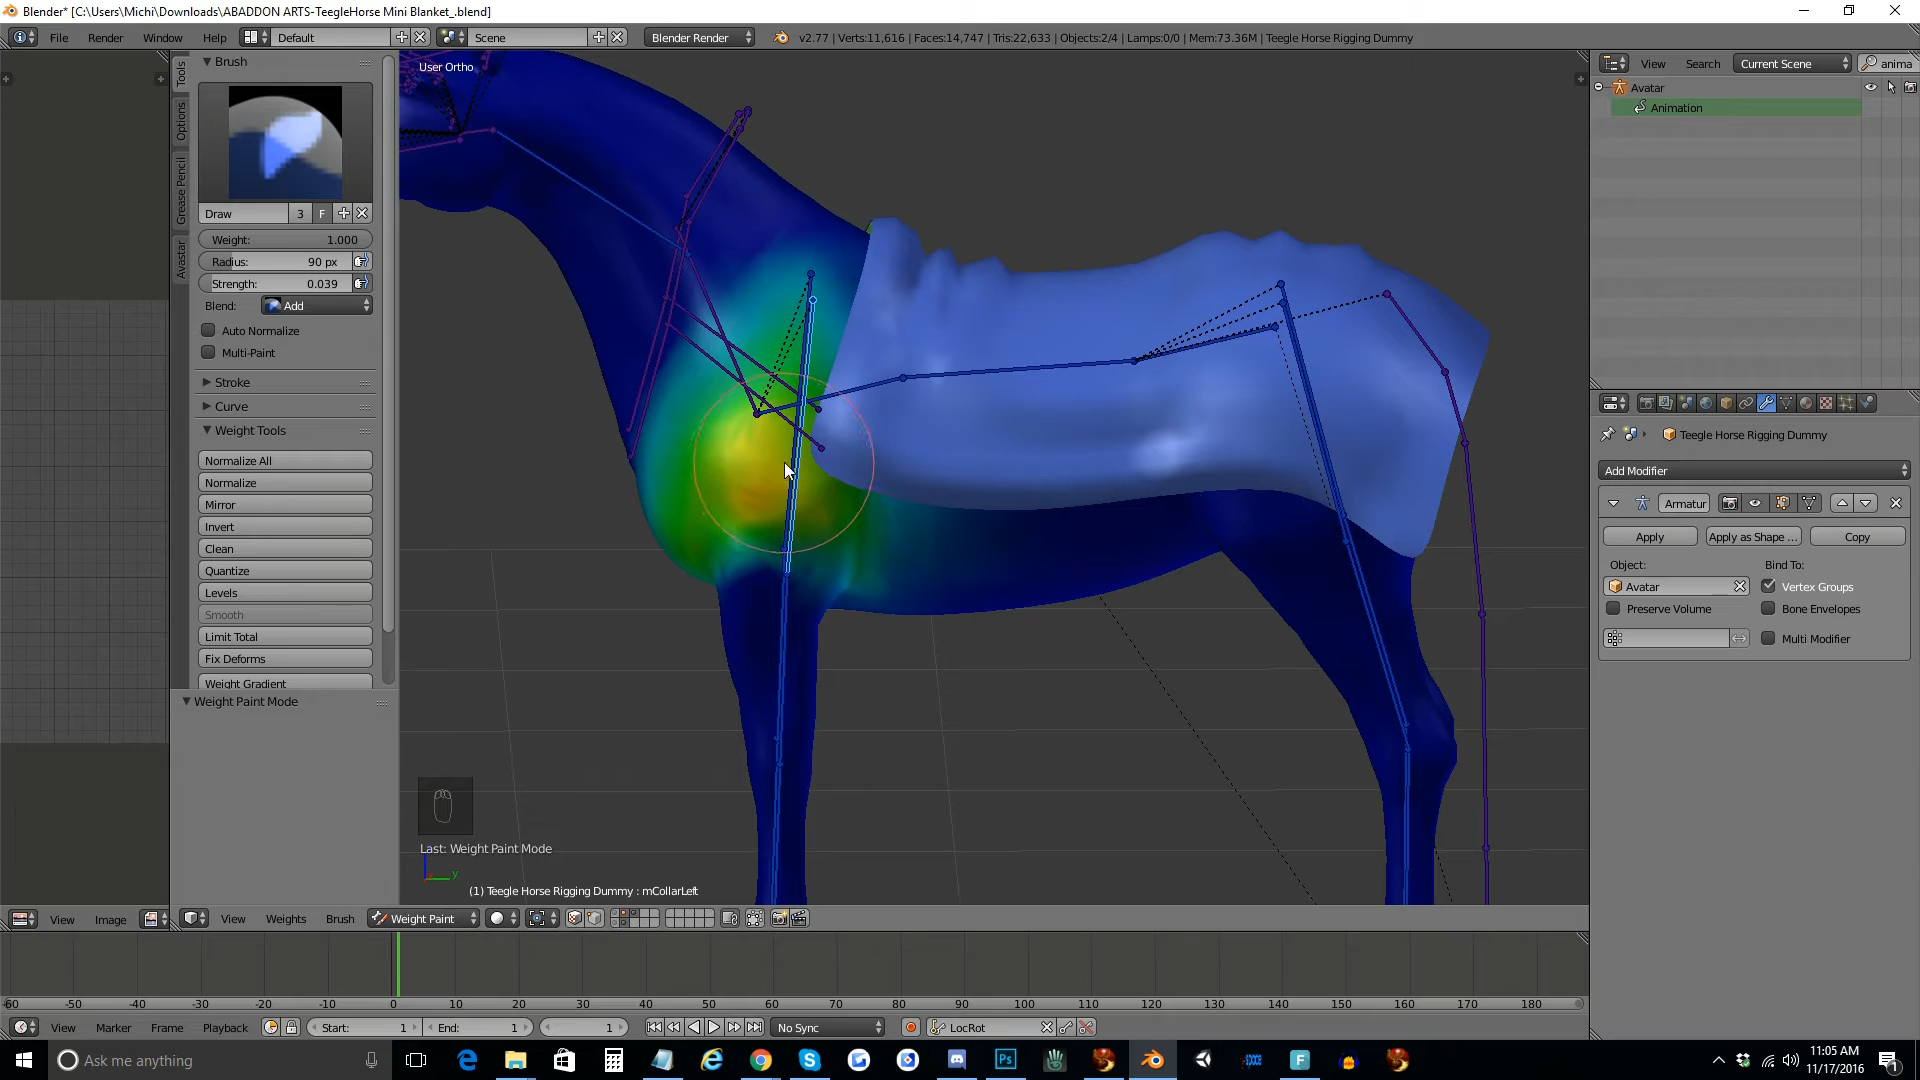 Blender* [C:\Users\Michi\Downloads\ABADDON ARTS-TeegleHorse Mini Blanket_.blend]
File Render Window Help Default Scene Blender Render v2.77 | Verts:11,616 | Faces:14,747 | Tris:22,633 | Objects:2/4 | Lamps:0/0 | Mem:73.36M | Teegle Horse Rigging Dummy
Tools
Options
Grease Pencil
Avastar
Brush
Draw 3 F
Weight: 1.000
Radius: 90 px
Strength: 0.039
Blend: Add
Auto Normalize
Multi-Paint
Stroke
Curve
Weight Tools
Normalize All
Normalize
Mirror
Invert
Clean
Quantize
Levels
Smooth
Limit Total
Fix Deforms
Weight Gradient
Weight Paint Mode
User Ortho
Last: Weight Paint Mode
y
(1) Teegle Horse Rigging Dummy : mCollarLeft
View Search Current Scene anima
Avatar
Animation
Teegle Horse Rigging Dummy
Add Modifier
Armatur
Apply Apply as Shape ... Copy
Object: Bind To:
Avatar Vertex Groups
Preserve Volume Bone Envelopes
Multi Modifier
View Image View Weights Brush Weight Paint
-60 -50 -40 -30 -20 -10 0 10 20 30 40 50 60 70 80 90 100 110 120 130 140 150 160 170 180
View Marker Frame Playback Start: 1 End: 1 1 No Sync LocRot
Ask me anything
Ps
F
11:05 AM
11/17/2016
1